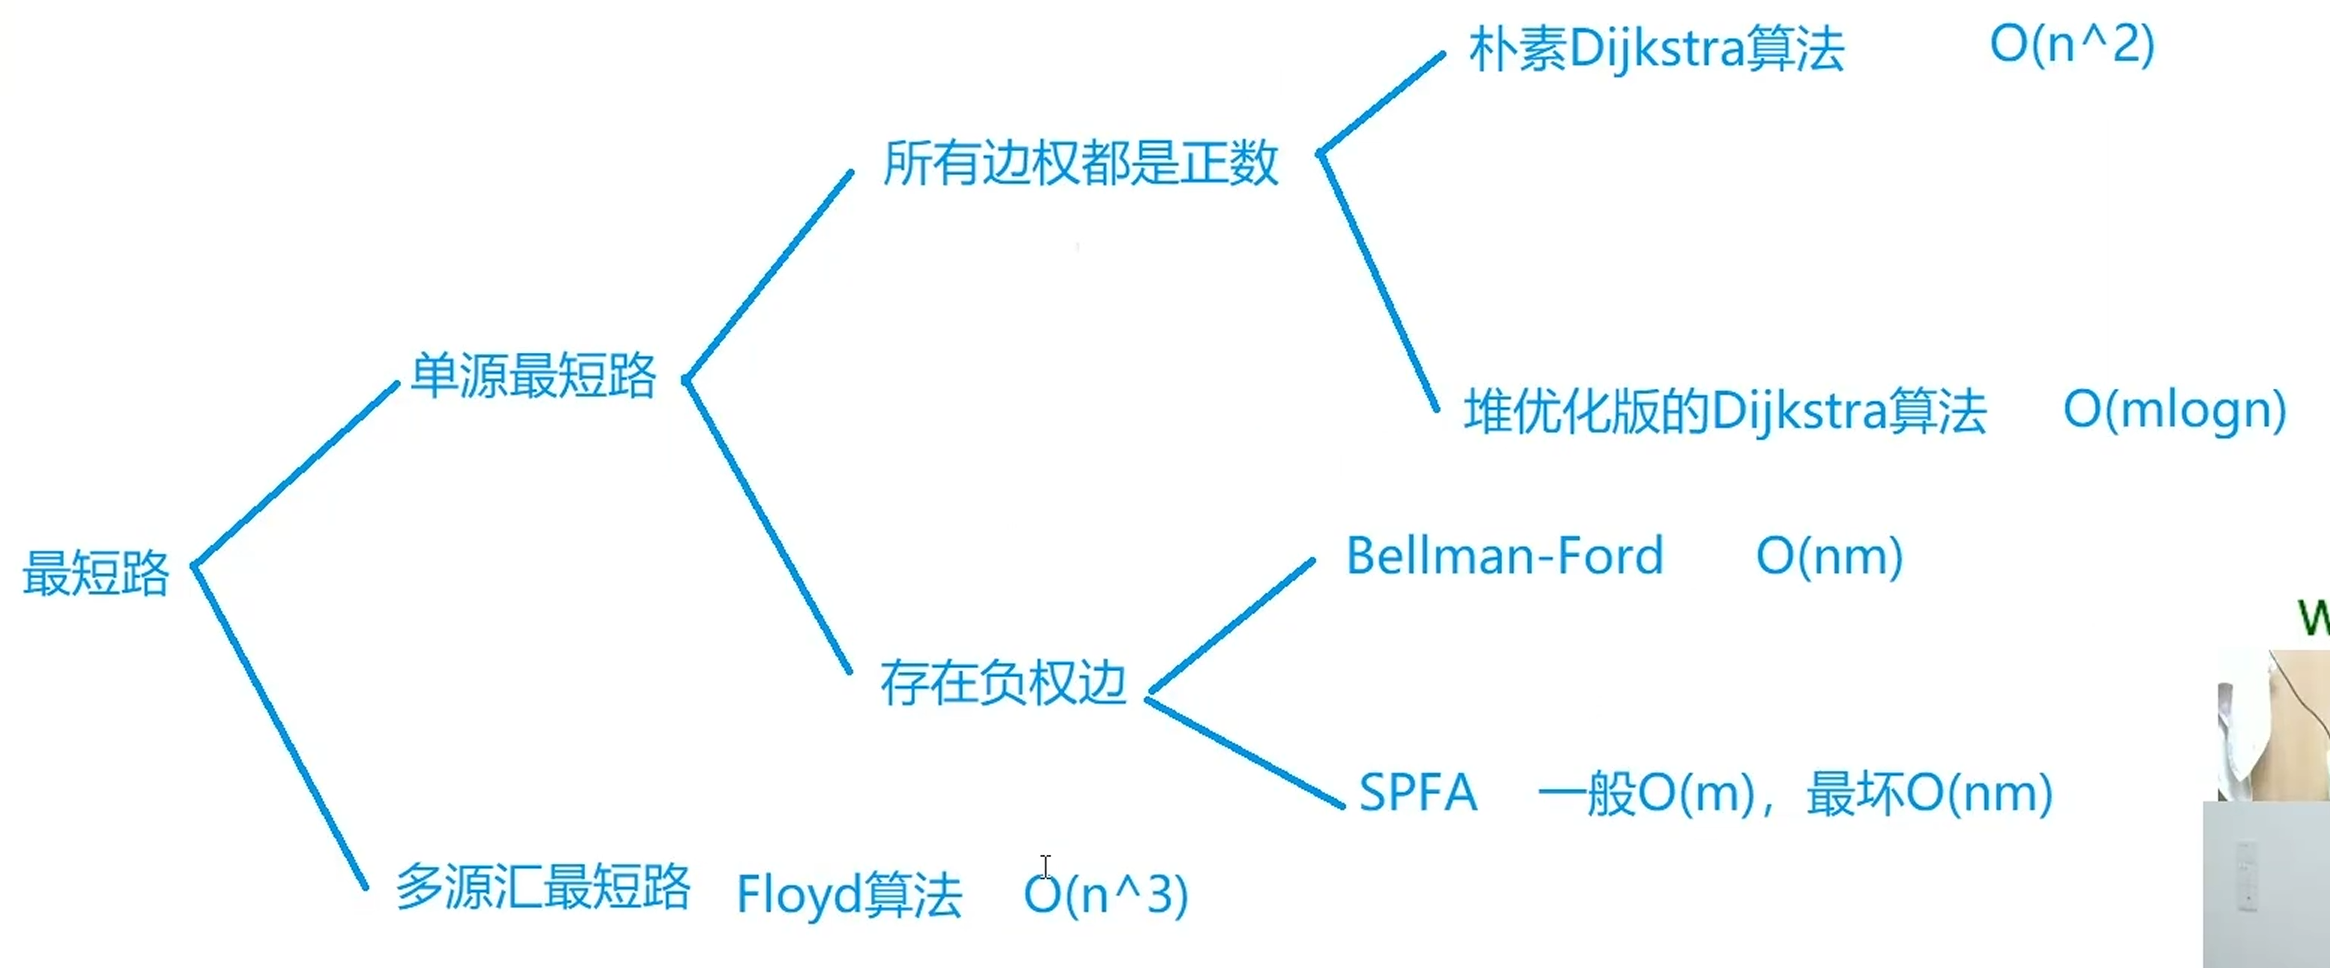 朴素Dijkstra算法 O(n^2)
所有边权都是正数
单源最短路
堆优化版的Dijkstra算法 O(mlogn)
最短路
Bellman-Ford O(nm)
存在负权边
SPFA 一般O(m)，最坏O(nm)
多源汇最短路 Floyd算法 O(n^3)